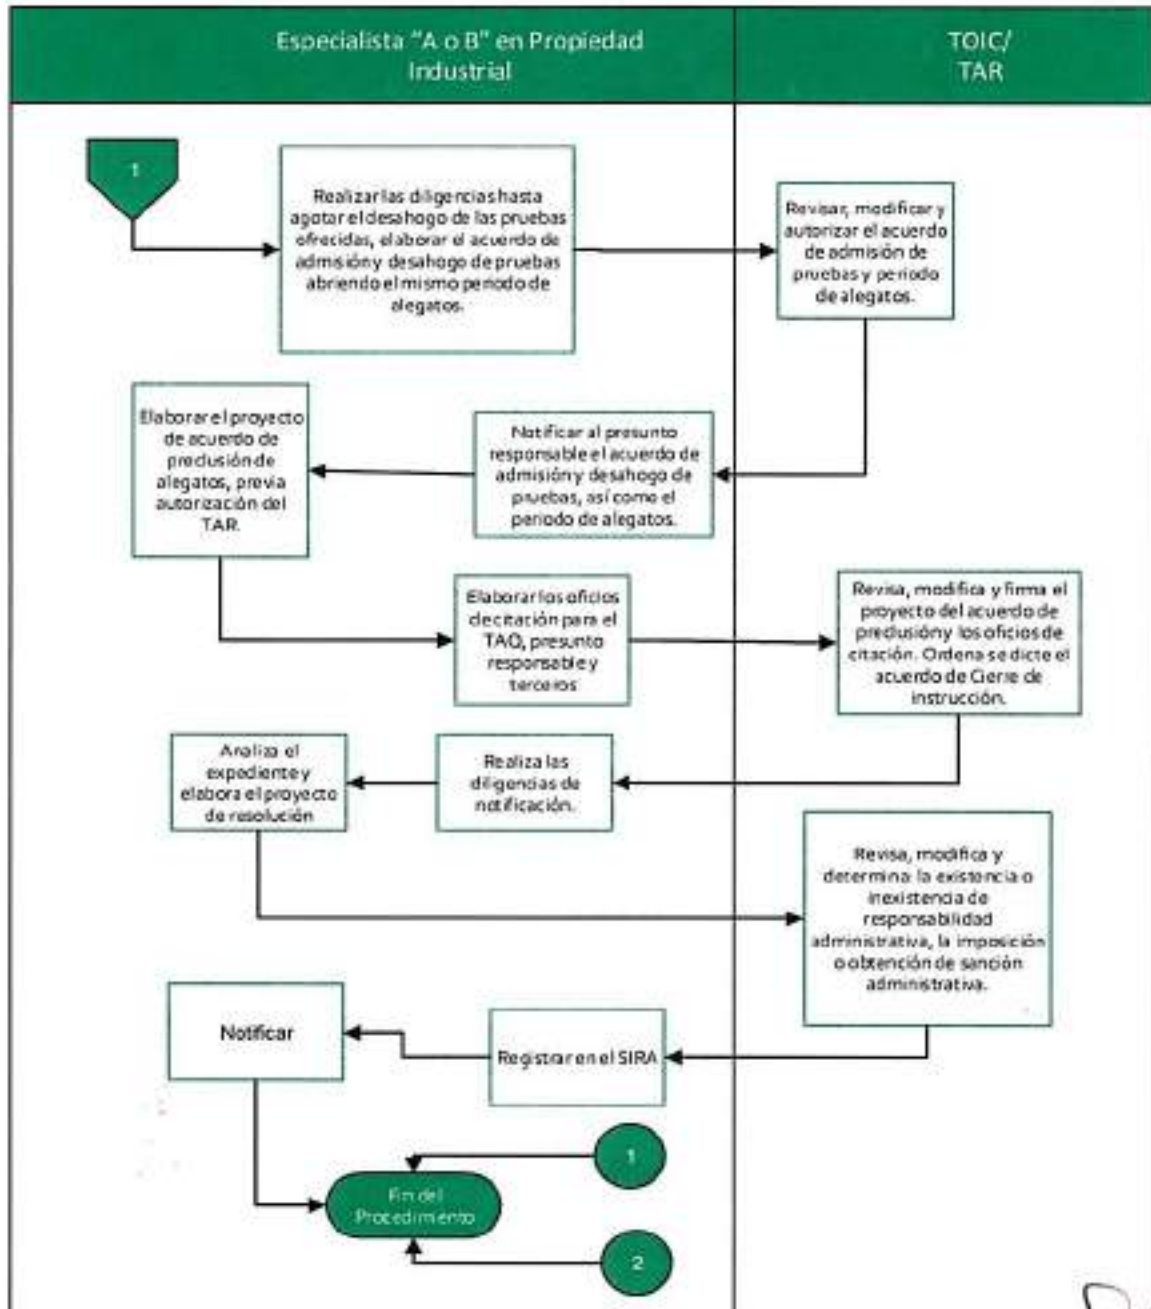 Especialista "A o B" en Propiedad
Industrial
TOIC/
TAR
1
Realizar las diligencias hasta
agotar el desahogo de las pruebas
ofrecidas, elaborar el acuerdo de
admisión y desahogo de pruebas
abriendo el mismo periodo de
alegatos.
Revisar, modificar y
autorizar el acuerdo
de admisión de
pruebas y periodo
de alegatos.
Notificar al presunto
responsable el acuerdo de
admisión y desahogo de
pruebas, así como el
periodo de alegatos.
Elaborar el proyecto
de acuerdo de
preclusión de
alegatos, previa
autorización del
TAR.
Elaborar los oficios
de citación para el
TAQ, presunto
responsable y
terceros
Revisa, modifica y firma el
proyecto del acuerdo de
preclusión y los oficios de
citación. Ordena se dicte el
acuerdo de Cierre de
instrucción.
Realiza las
diligencias de
notificación.
Analiza el
expediente y
elabora el proyecto
de resolución
Revisa, modifica y
determina la existencia o
inexistencia de
responsabilidad
administrativa, la imposición
o obtención de sanción
administrativa.
Registrar en el SIRA
Notificar
1
Fin del
Procedimiento
2